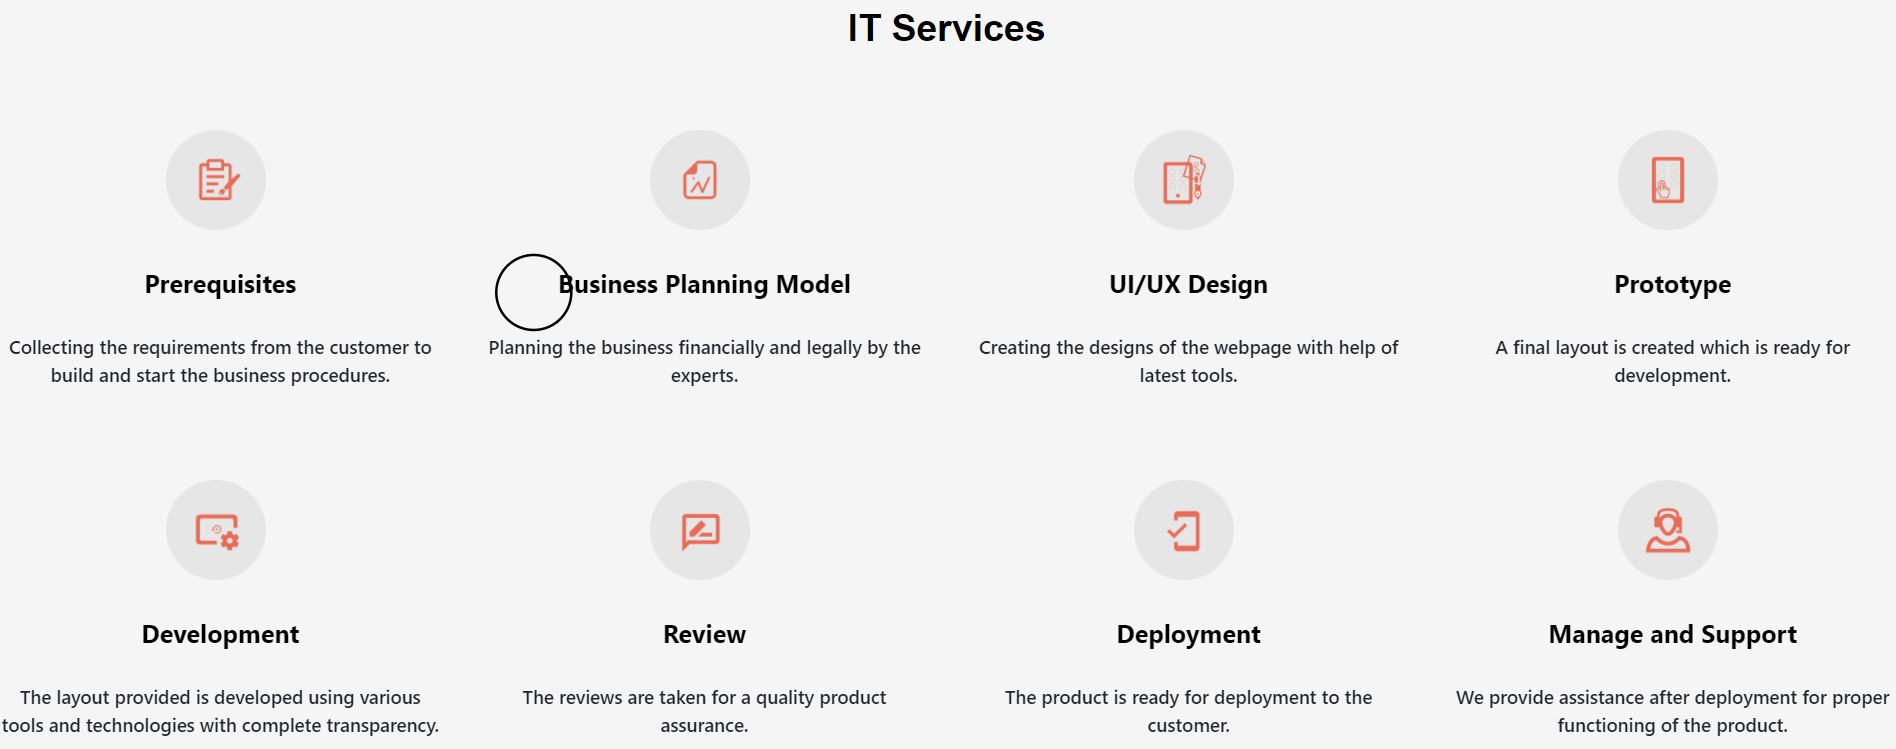 IT Services
Prerequisites
Collecting the requirements from the customer to
build and start the business procedures.
Business Planning Model
Planning the business financially and legally by the
experts.
UI/UX Design
Creating the designs of the webpage with help of
latest tools.
Prototype
A final layout is created which is ready for
development.
Development
The layout provided is developed using various
tools and technologies with complete transparency.
Review
The reviews are taken for a quality product
assurance.
Deployment
The product is ready for deployment to the
customer.
Manage and Support
We provide assistance after deployment for proper
functioning of the product.